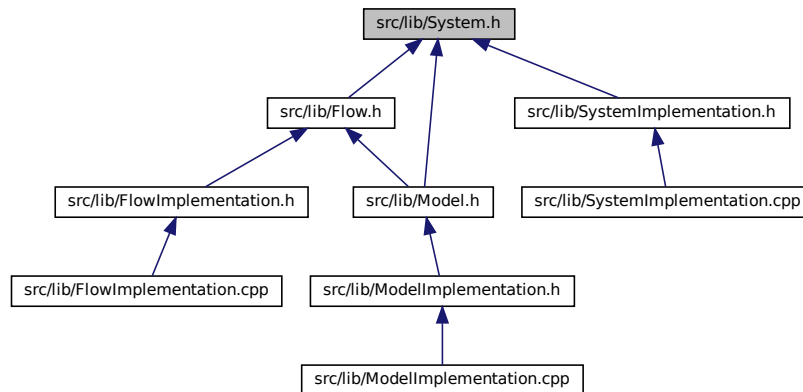 src/lib/System.h
src/lib/Flow.h
src/lib/SystemImplementation.h
src/lib/FlowImplementation.h
src/lib/Model.h
src/lib/SystemImplementation.cpp
src/lib/FlowImplementation.cpp
src/lib/ModelImplementation.h
src/lib/ModelImplementation.cpp